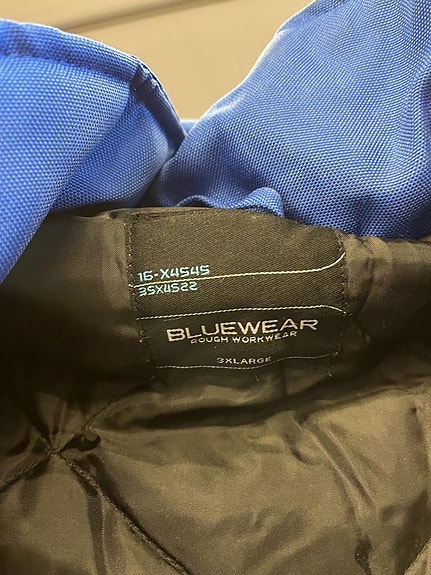 16-X4545
35X4522
BLUEWEAR
ROUGH WORKWEAR
3XLARGE